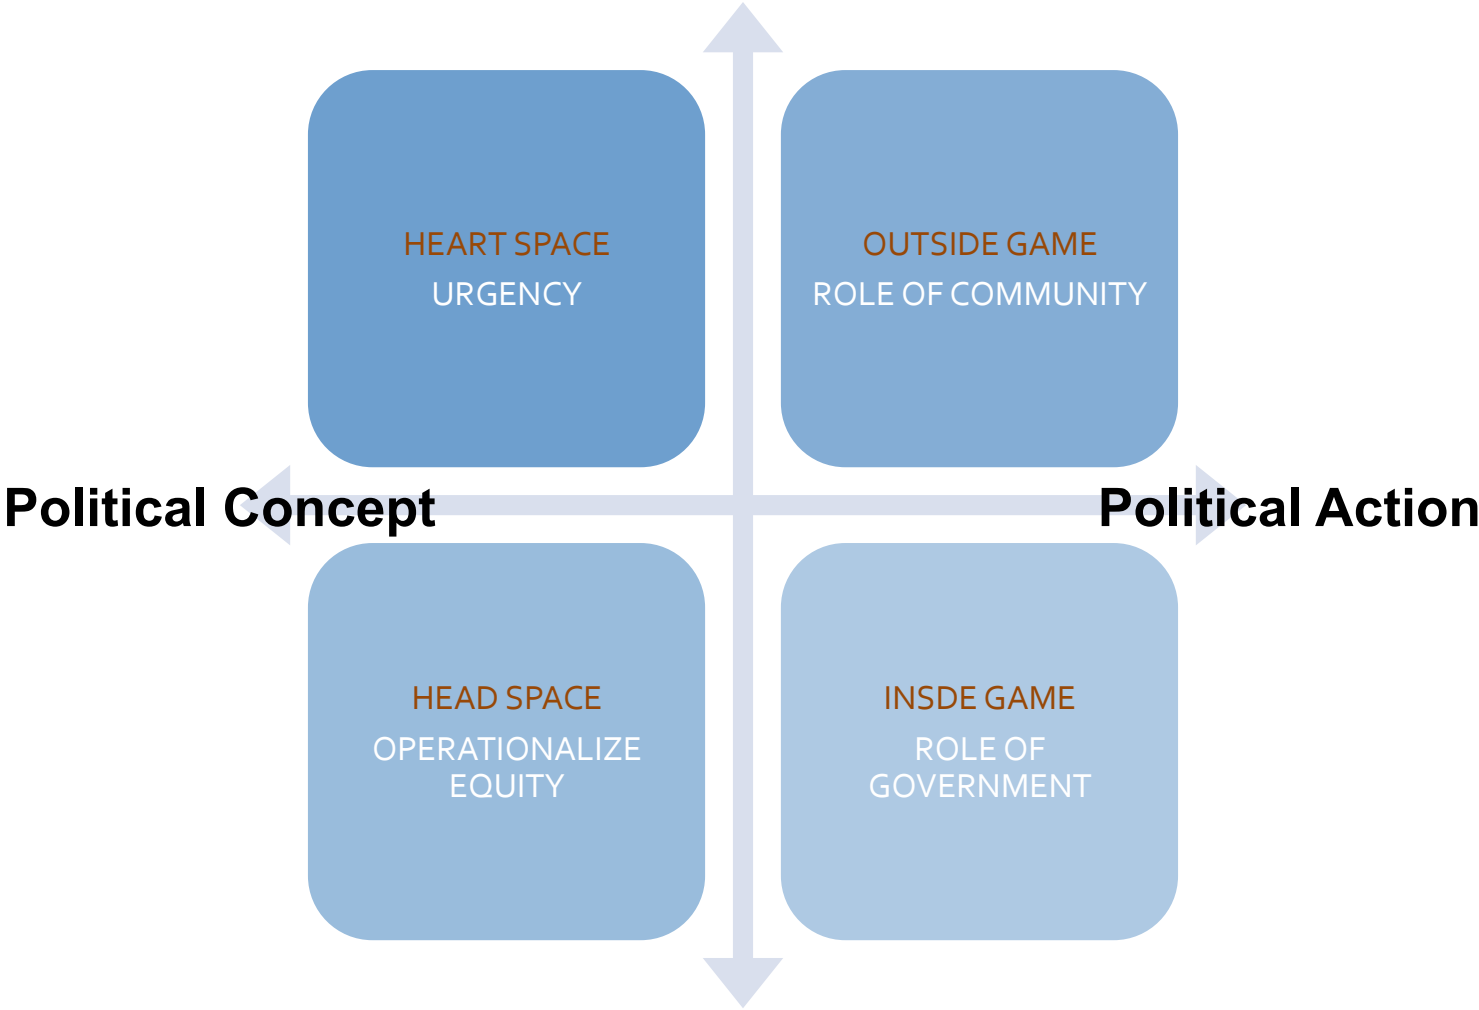 HEART SPACE
URGENCY
OUTSIDE GAME
ROLE OF COMMUNITY
Political Concept
Political Action
HEAD SPACE
OPERATIONALIZE
EQUITY
INSDE GAME
ROLE OF
GOVERNMENT